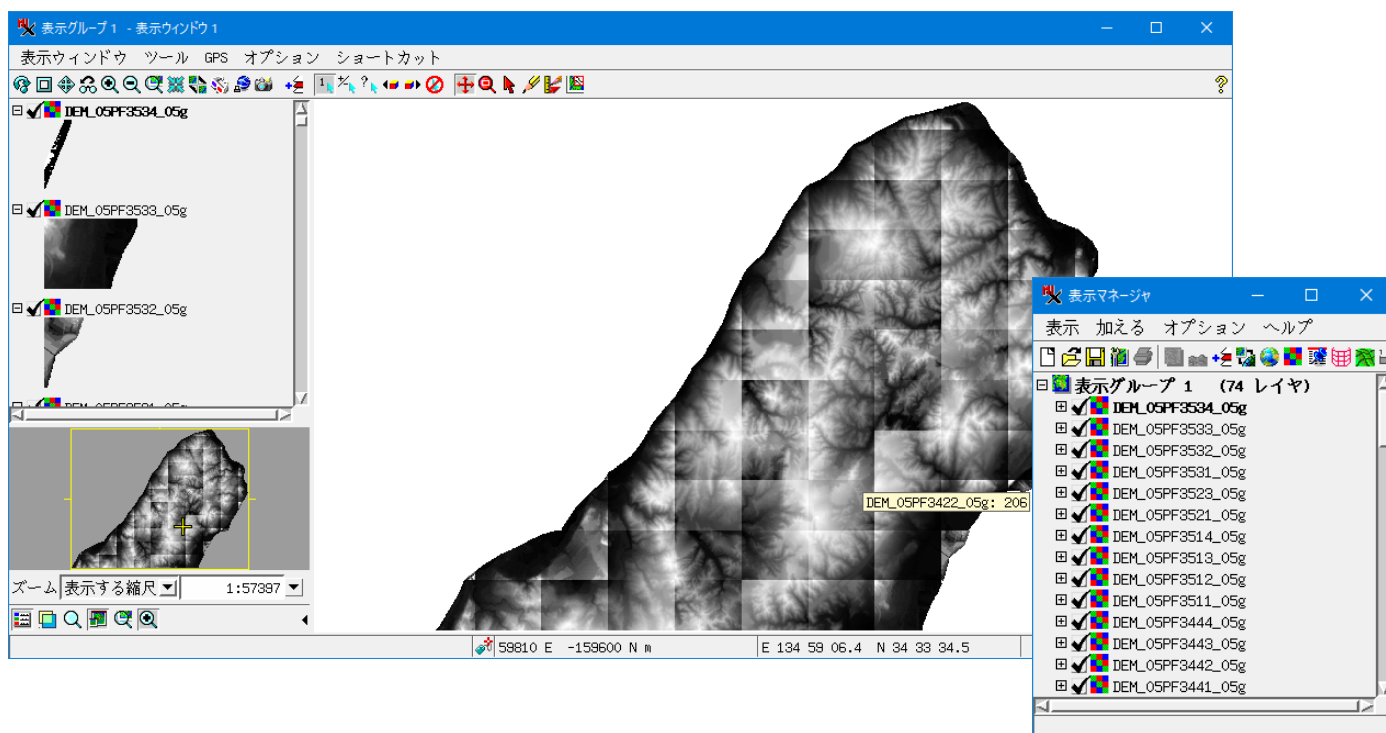 表示グループ 1 - 表示ウィンドウ 1
表示ウィンドウ ツール GPS オプション ショートカット
DEM_05PF3534_05g
DEM_05PF3533_05g
DEM_05PF3532_05g
DEM_05PF3422_05g: 206
ズーム 表示する縮尺 1:57397
59810 E -159600 N m
E 134 59 06.4 N 34 33 34.5
表示マネージャ
表示 加える オプション ヘルプ
表示グループ 1 (74 レイヤ)
DEM_05PF3534_05g
DEM_05PF3533_05g
DEM_05PF3532_05g
DEM_05PF3531_05g
DEM_05PF3523_05g
DEM_05PF3521_05g
DEM_05PF3514_05g
DEM_05PF3513_05g
DEM_05PF3512_05g
DEM_05PF3511_05g
DEM_05PF3444_05g
DEM_05PF3443_05g
DEM_05PF3442_05g
DEM_05PF3441_05g